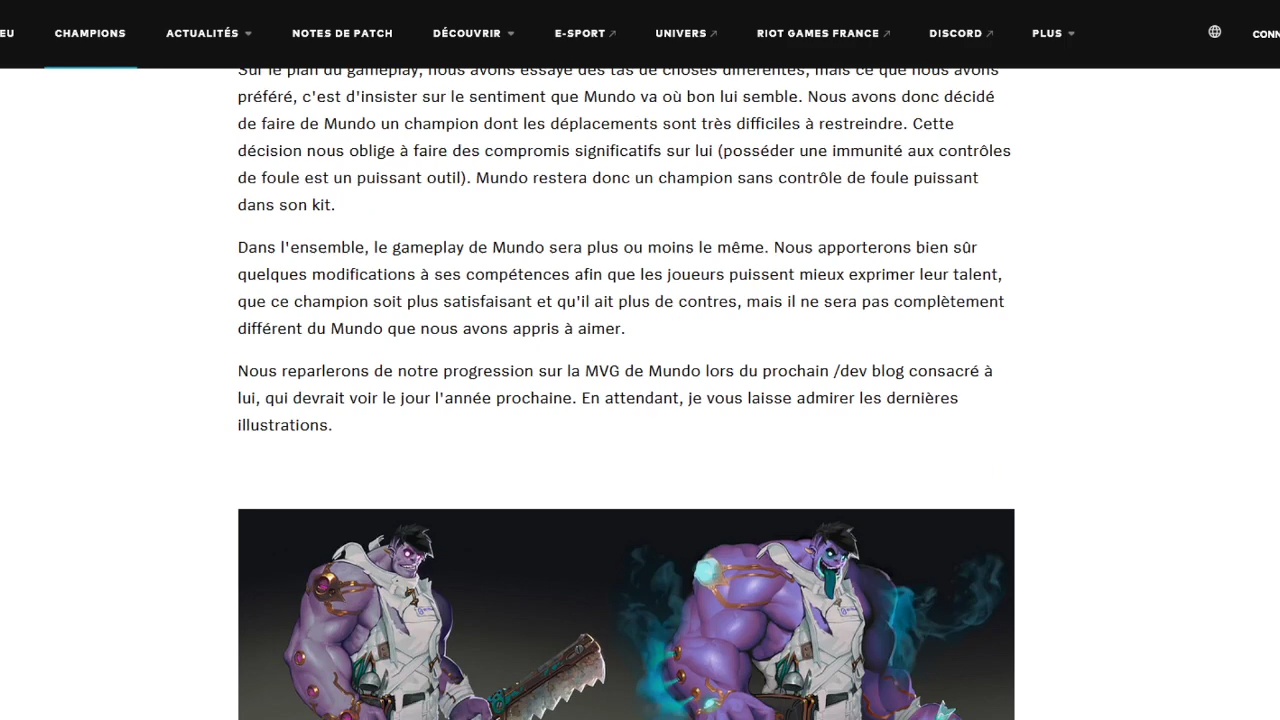 EU CHAMPIONS ACTUALITÉS NOTES DE PATCH DÉCOUVRIR E-SPORT UNIVERS RIOT GAMES FRANCE DISCORD PLUS CONN
Sur le plan du gameplay, nous avons essayé des tas de choses différentes, mais ce que nous avons
préféré, c'est d'insister sur le sentiment que Mundo va où bon lui semble. Nous avons donc décidé
de faire de Mundo un champion dont les déplacements sont très difficiles à restreindre. Cette
décision nous oblige à faire des compromis significatifs sur lui (posséder une immunité aux contrôles
de foule est un puissant outil). Mundo restera donc un champion sans contrôle de foule puissant
dans son kit.
Dans l'ensemble, le gameplay de Mundo sera plus ou moins le même. Nous apporterons bien sûr
quelques modifications à ses compétences afin que les joueurs puissent mieux exprimer leur talent,
que ce champion soit plus satisfaisant et qu'il ait plus de contres, mais il ne sera pas complètement
différent du Mundo que nous avons appris à aimer.
Nous reparlerons de notre progression sur la MVG de Mundo lors du prochain /dev blog consacré à
lui, qui devrait voir le jour l'année prochaine. En attendant, je vous laisse admirer les dernières
illustrations.